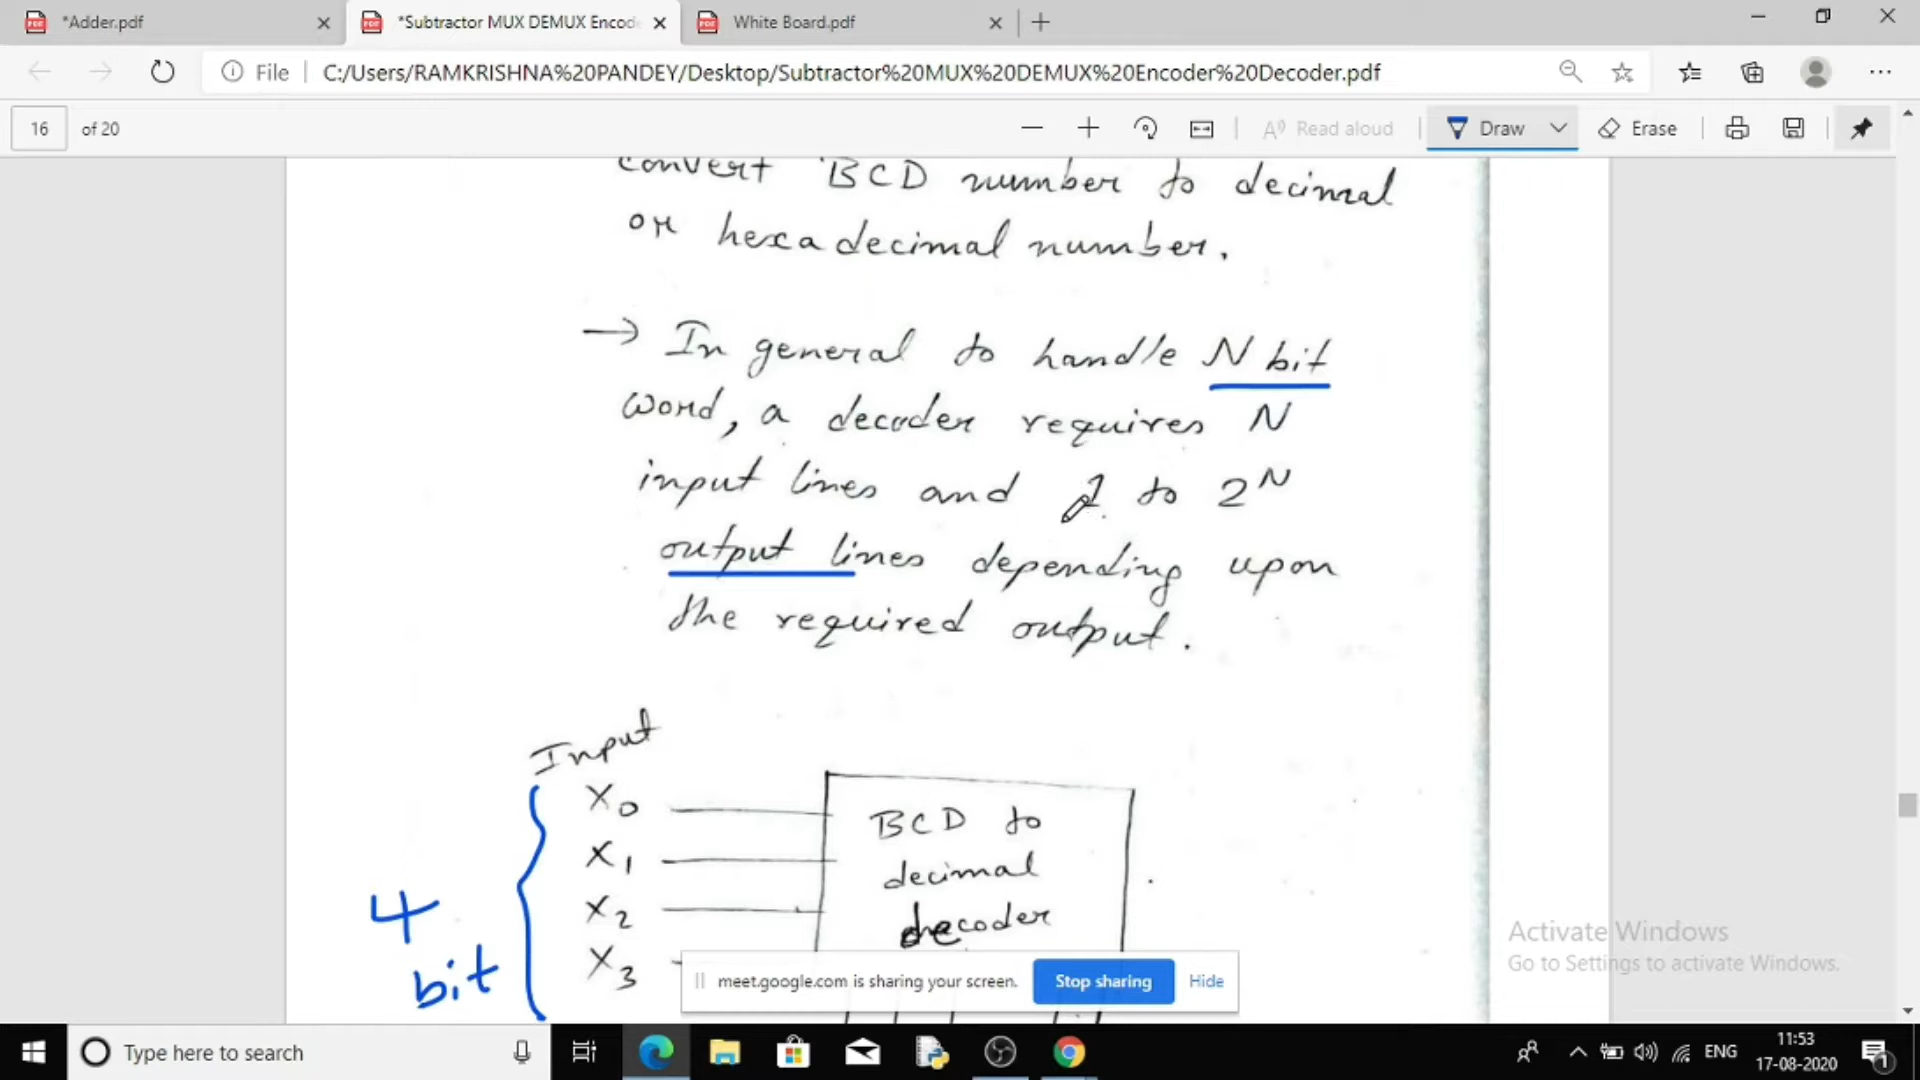 *Adder.pdf
*Subtractor MUX DEMUX Encode
White Board.pdf
File
C:/Users/RAMKRISHNA%20PANDEY/Desktop/Subtractor%20MUX%20DEMUX%20Encoder%20Decoder.pdf
16 of 20
Read aloud
Draw
Erase
convert BCD number to decimal
or hexadecimal number.
→ In general to handle N bit
word, a decoder requires N
input lines and 1 to 2^N
output lines depending upon
the required output.
Input
X0
X1
X2
X3
4
bit
BCD to
decimal
decoder
Activate Windows
Go to Settings to activate Windows.
meet.google.com is sharing your screen.
Stop sharing
Hide
Type here to search
ENG
11:53
17-08-2020
1